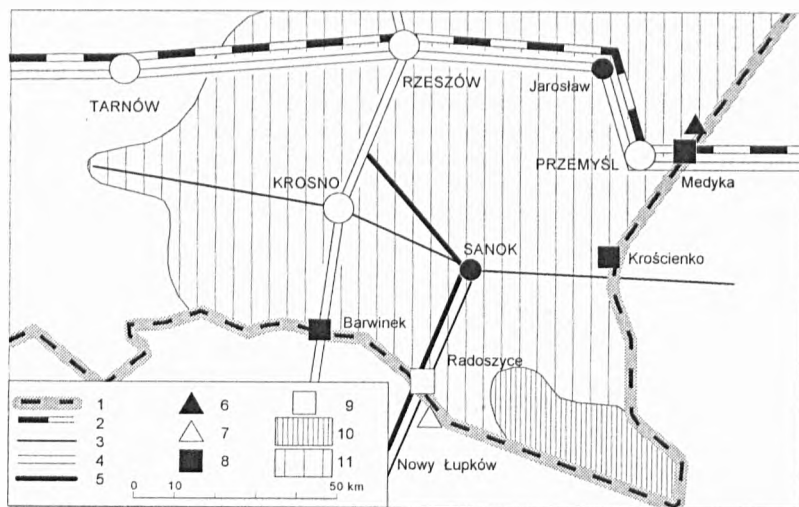 TARNÓW
RZESZÓW
Jarosław
PRZEMYŚL
Medyka
KROSNO
SANOK
Krościenko
Barwinek
Radoszyce
Nowy Łupków
1 6 9
2 7 10
3 8 11
4
5
0 10 50 km